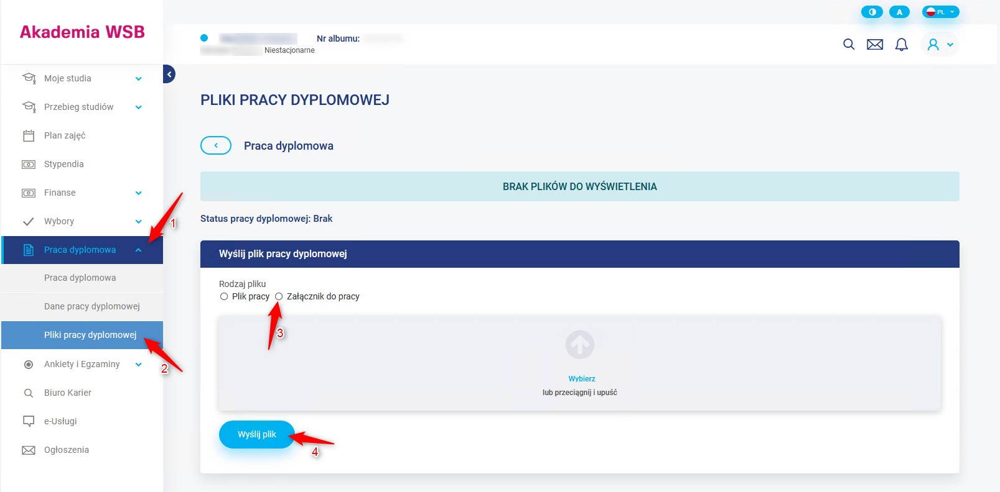 A
PL
Akademia WSB
Nr albumu:
Niestacjonarne
Moje studia
Przebieg studiów
Plan zajęć
Stypendia
Finanse
Wybory
1
Praca dyplomowa
Praca dyplomowa
Dane pracy dyplomowej
Pliki pracy dyplomowej
2
Ankiety i Egzaminy
Biuro Karier
e-Usługi
Ogłoszenia
PLIKI PRACY DYPLOMOWEJ
Praca dyplomowa
BRAK PLIKÓW DO WYŚWIETLENIA
Status pracy dyplomowej: Brak
Wyślij plik pracy dyplomowej
Rodzaj pliku
Plik pracy Załącznik do pracy
3
Wybierz
lub przeciągnij i upuść
Wyślij plik
4